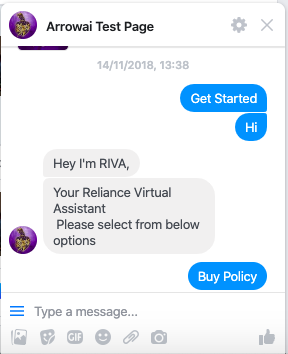 Arrowai Test Page
14/11/2018, 13:38
Get Started
Hi
Hey I'm RIVA,
Your Reliance Virtual
Assistant
Please select from below
options
Buy Policy
Type a message...
GIF